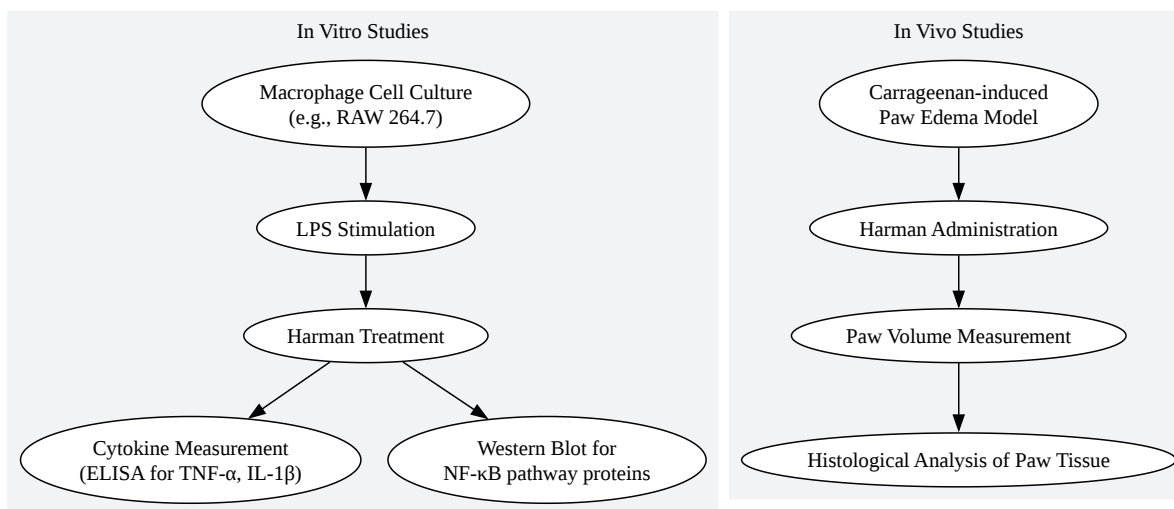 In Vitro Studies
Macrophage Cell Culture
(e.g., RAW 264.7)
LPS Stimulation
Harman Treatment
Cytokine Measurement
(ELISA for TNF-α, IL-1β)
Western Blot for
NF-κB pathway proteins
In Vivo Studies
Carrageenan-induced
Paw Edema Model
Harman Administration
Paw Volume Measurement
Histological Analysis of Paw Tissue